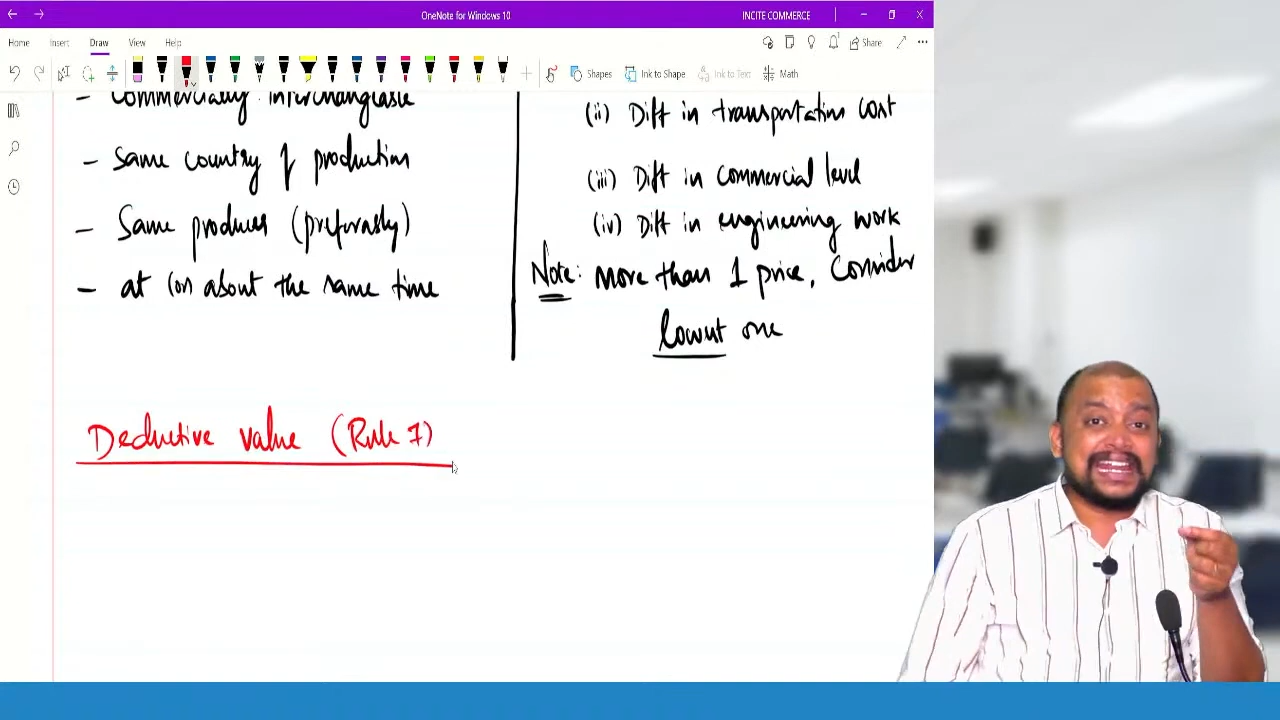 OneNote for Windows 10
INCITE COMMERCE
Home Insert Draw View Help
Share
Shapes
Ink to Shape
Ink to Text
Math
- Commercially interchangable
- Same country of production
- Same produces (preferasly)
- at (or) about the same time
(ii) Diff in transportation cost
(iii) Diff in commercial level
(iv) Diff in engineering work
Note: More than 1 price, Consider
lowest one
Deductive value (Rule 7)